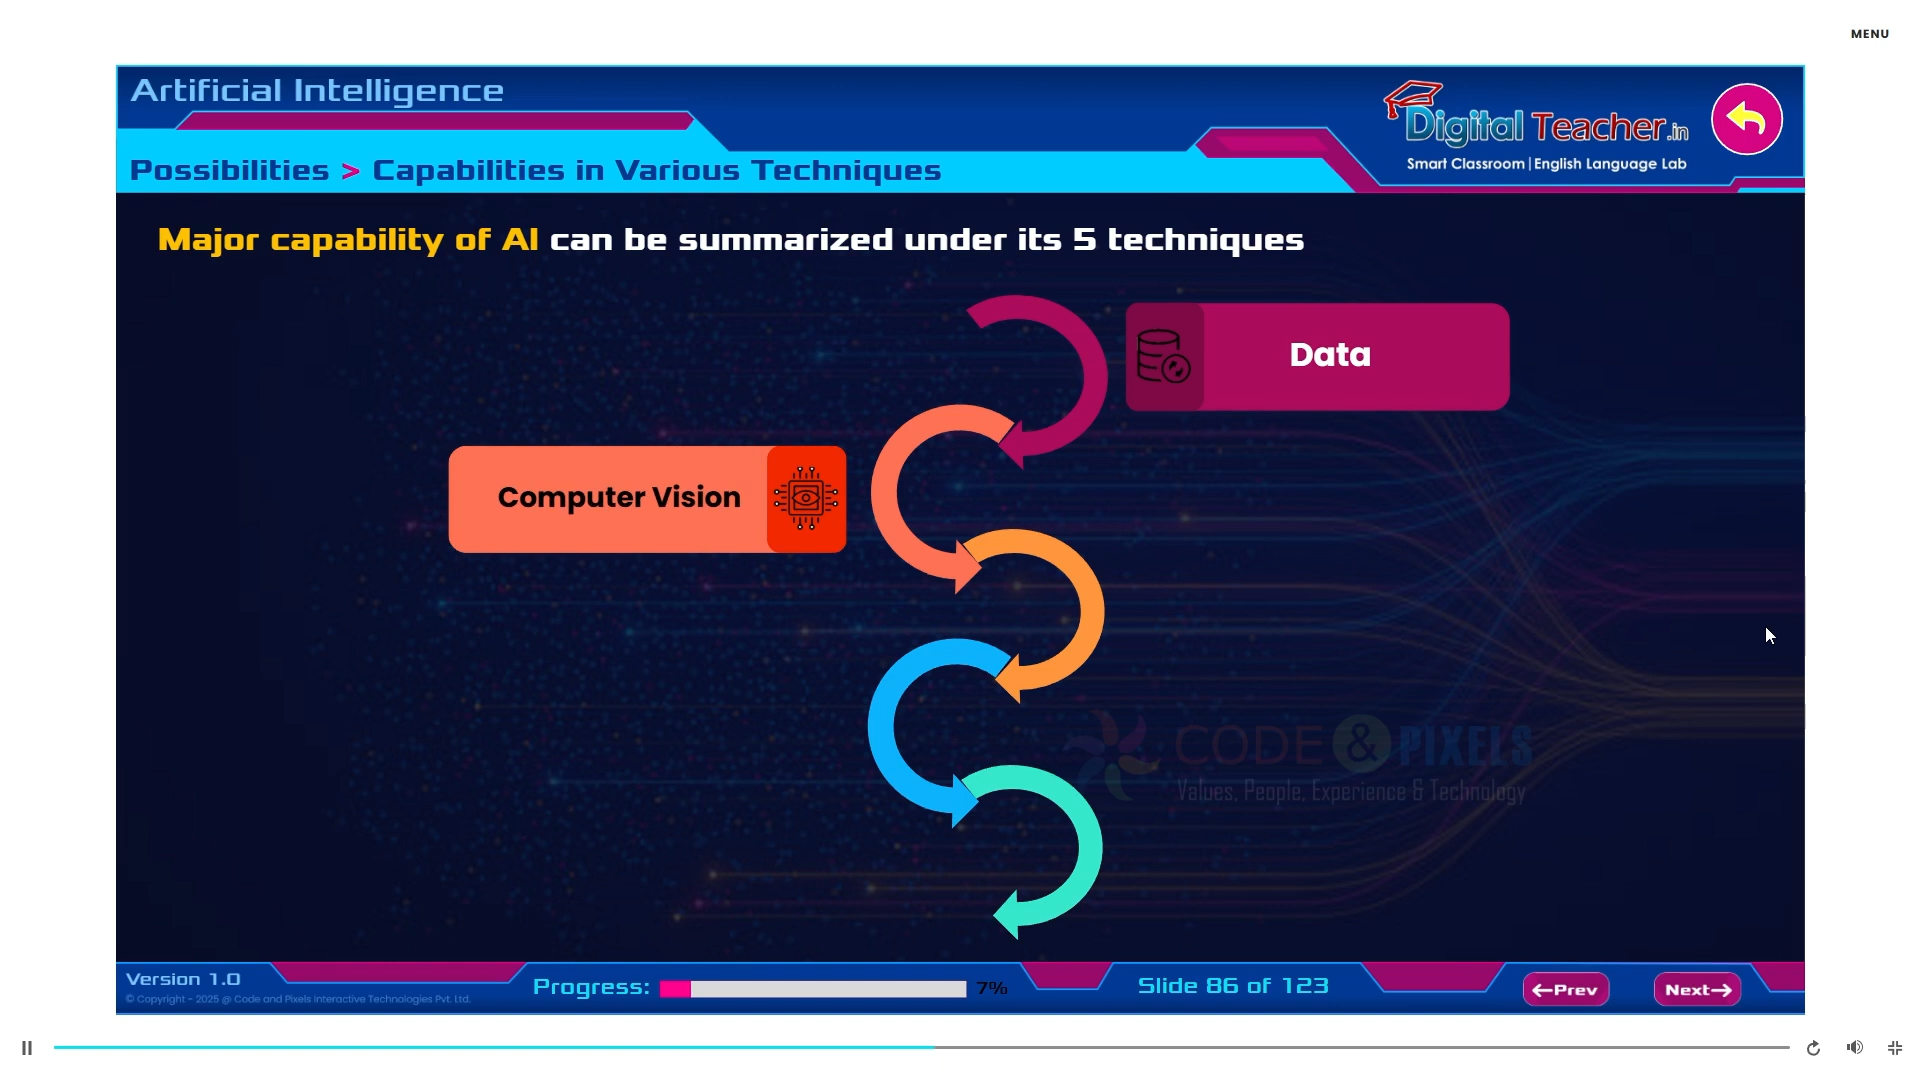 MENU
Artificial Intelligence
Digital Teacher.in
Smart Classroom | English Language Lab
Possibilities > Capabilities in Various Techniques
Major capability of AI can be summarized under its 5 techniques
Data
Computer Vision
CODE & PIXELS
Values, People, Experience & Technology
Version 1.0
© Copyright - 2025 @ Code and Pixels Interactive Technologies Pvt. Ltd.
Progress: 7%
Slide 86 of 123
←Prev
Next→